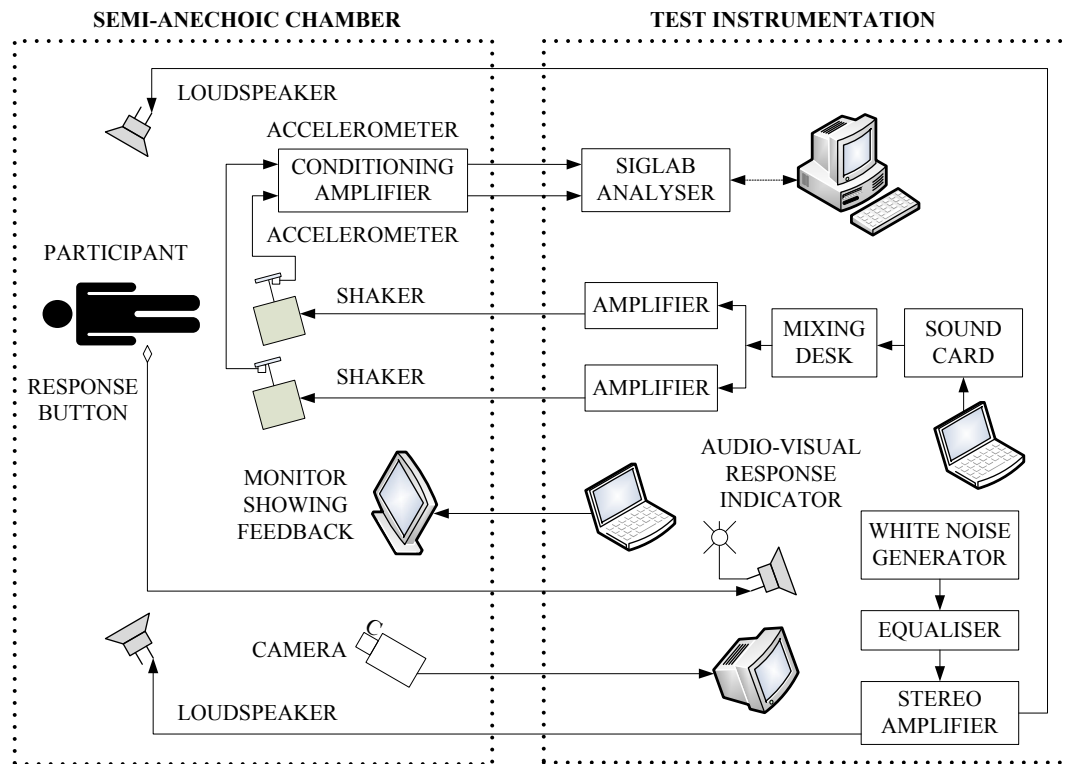 SEMI-ANECHOIC CHAMBER
TEST INSTRUMENTATION
LOUDSPEAKER
ACCELEROMETER
CONDITIONING
AMPLIFIER
SIGLAB
ANALYSER
ACCELEROMETER
PARTICIPANT
SHAKER
AMPLIFIER
MIXING
DESK
SOUND
CARD
SHAKER
AMPLIFIER
RESPONSE
BUTTON
AUDIO-VISUAL
RESPONSE
INDICATOR
MONITOR
SHOWING
FEEDBACK
WHITE NOISE
GENERATOR
EQUALISER
C
CAMERA
LOUDSPEAKER
STEREO
AMPLIFIER